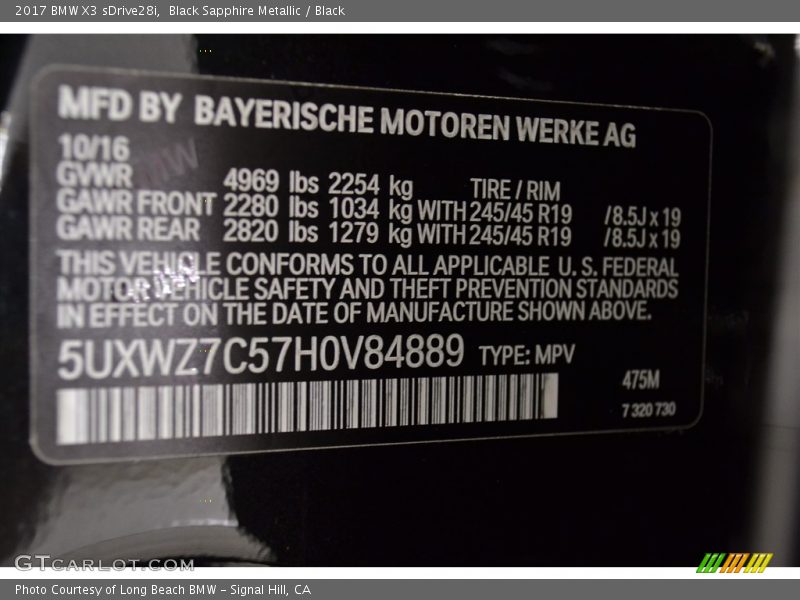 2017 BMW X3 sDrive28i,  Black Sapphire Metallic / Black
MFD BY BAYERISCHE MOTOREN WERKE AG
10/16
GVWR 4969 lbs 2254 kg TIRE / RIM
GAWR FRONT 2280 lbs 1034 kg WITH 245/45 R19 /8.5J x 19
GAWR REAR 2820 lbs 1279 kg WITH 245/45 R19 /8.5J x 19
THIS VEHICLE CONFORMS TO ALL APPLICABLE U. S. FEDERAL
MOTOR VEHICLE SAFETY AND THEFT PREVENTION STANDARDS
IN EFFECT ON THE DATE OF MANUFACTURE SHOWN ABOVE.
5UXWZ7C57H0V84889 TYPE: MPV
475M
7 320 730
GTCARLOT.COM
Photo Courtesy of Long Beach BMW - Signal Hill, CA